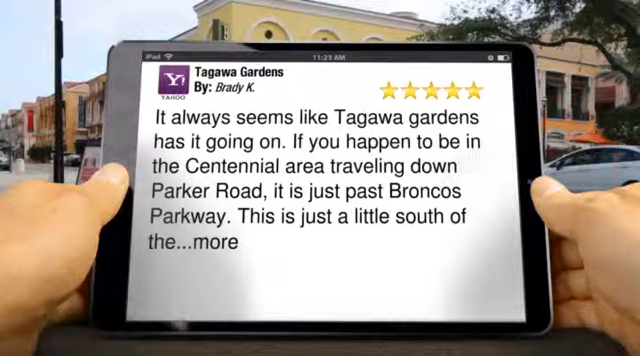 iPad 11:23 AM
Y!
YAHOO
Tagawa Gardens
By: Brady K.
It always seems like Tagawa gardens
has it going on. If you happen to be in
the Centennial area traveling down
Parker Road, it is just past Broncos
Parkway. This is just a little south of
the...more